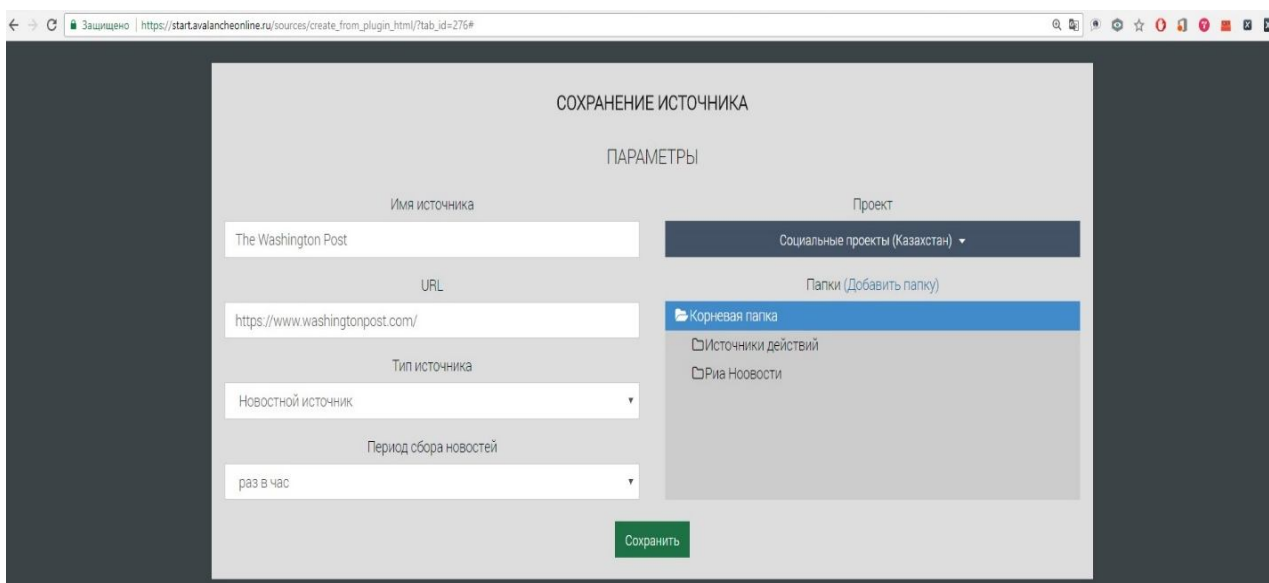 Защищено | https://start.avalancheonline.ru/sources/create_from_plugin_html/?tab_id=276#
СОХРАНЕНИЕ ИСТОЧНИКА
ПАРАМЕТРЫ
Имя источника
The Washington Post
URL
https://www.washingtonpost.com/
Тип источника
Новостной источник
Период сбора новостей
раз в час
Проект
Социальные проекты (Казахстан)
Папки (Добавить папку)
Корневая папка
Источники действий
Риа Ноовости
Сохранить